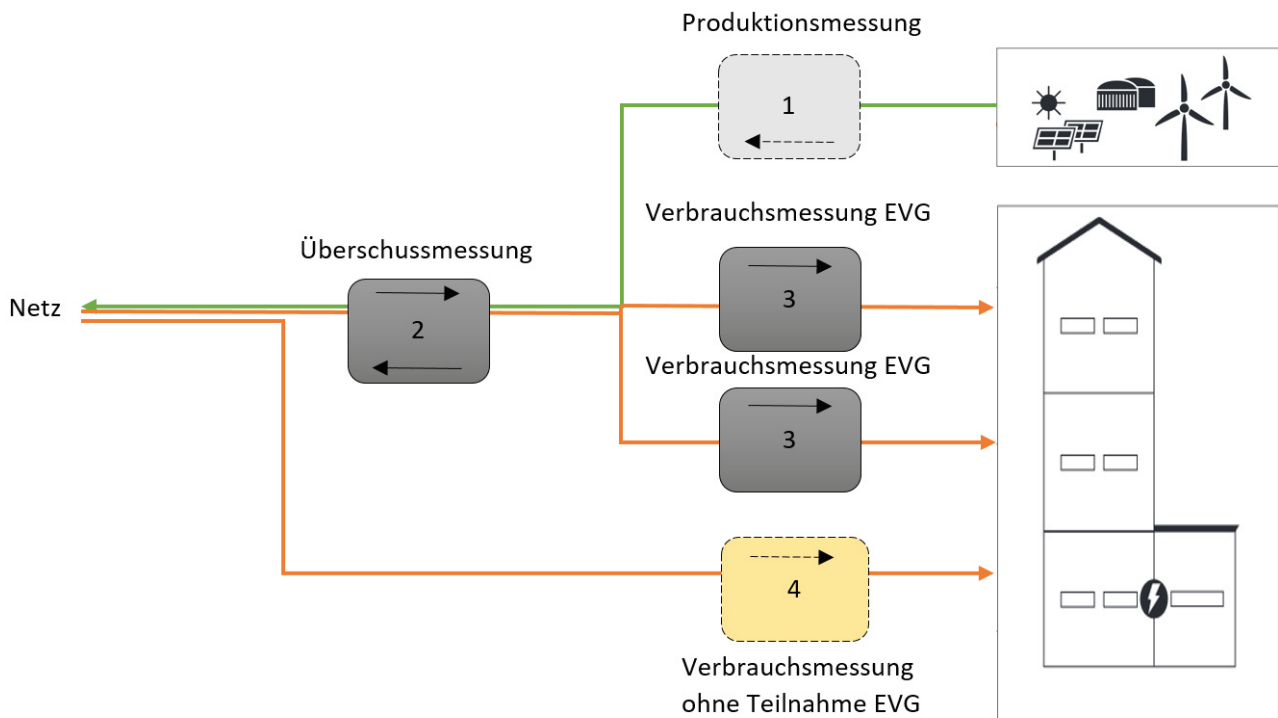 Produktionsmessung
1
Verbrauchsmessung EVG
Überschussmessung
3
Netz
2
Verbrauchsmessung EVG
3
4
Verbrauchsmessung
ohne Teilnahme EVG